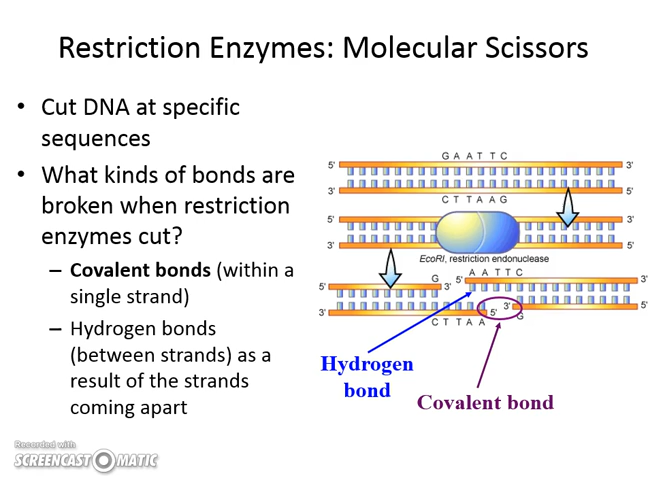 Restriction Enzymes: Molecular Scissors
• Cut DNA at specific
sequences
• What kinds of bonds are
broken when restriction
enzymes cut?
– Covalent bonds (within a
single strand)
– Hydrogen bonds
(between strands) as a
result of the strands
coming apart
G A A T T C
5' 3'
3' 5'
C T T A A G
5' 3'
3' 5'
EcoRI, restriction endonuclease
A A T T C
G 5' 3'
5' 3'
3' 5' 3' 5'
C T T A A G
Hydrogen
bond
Covalent bond
Recorded with
SCREENCAST O MATIC